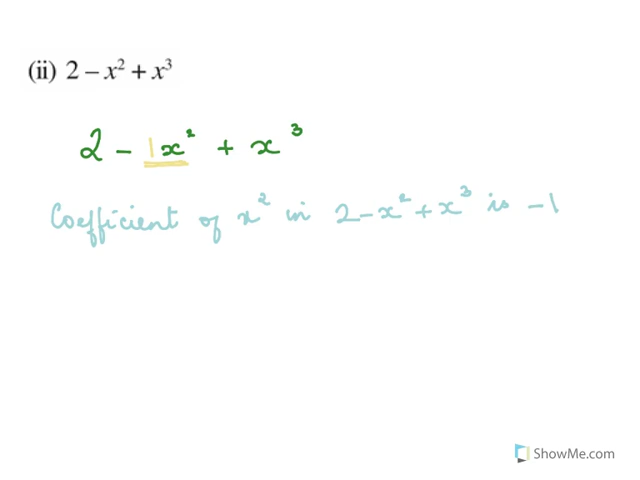 (ii) 2 – x² + x³
2 – 1x² + x³
Coefficient of x² in 2 – x² + x³ is –1
ShowMe.com